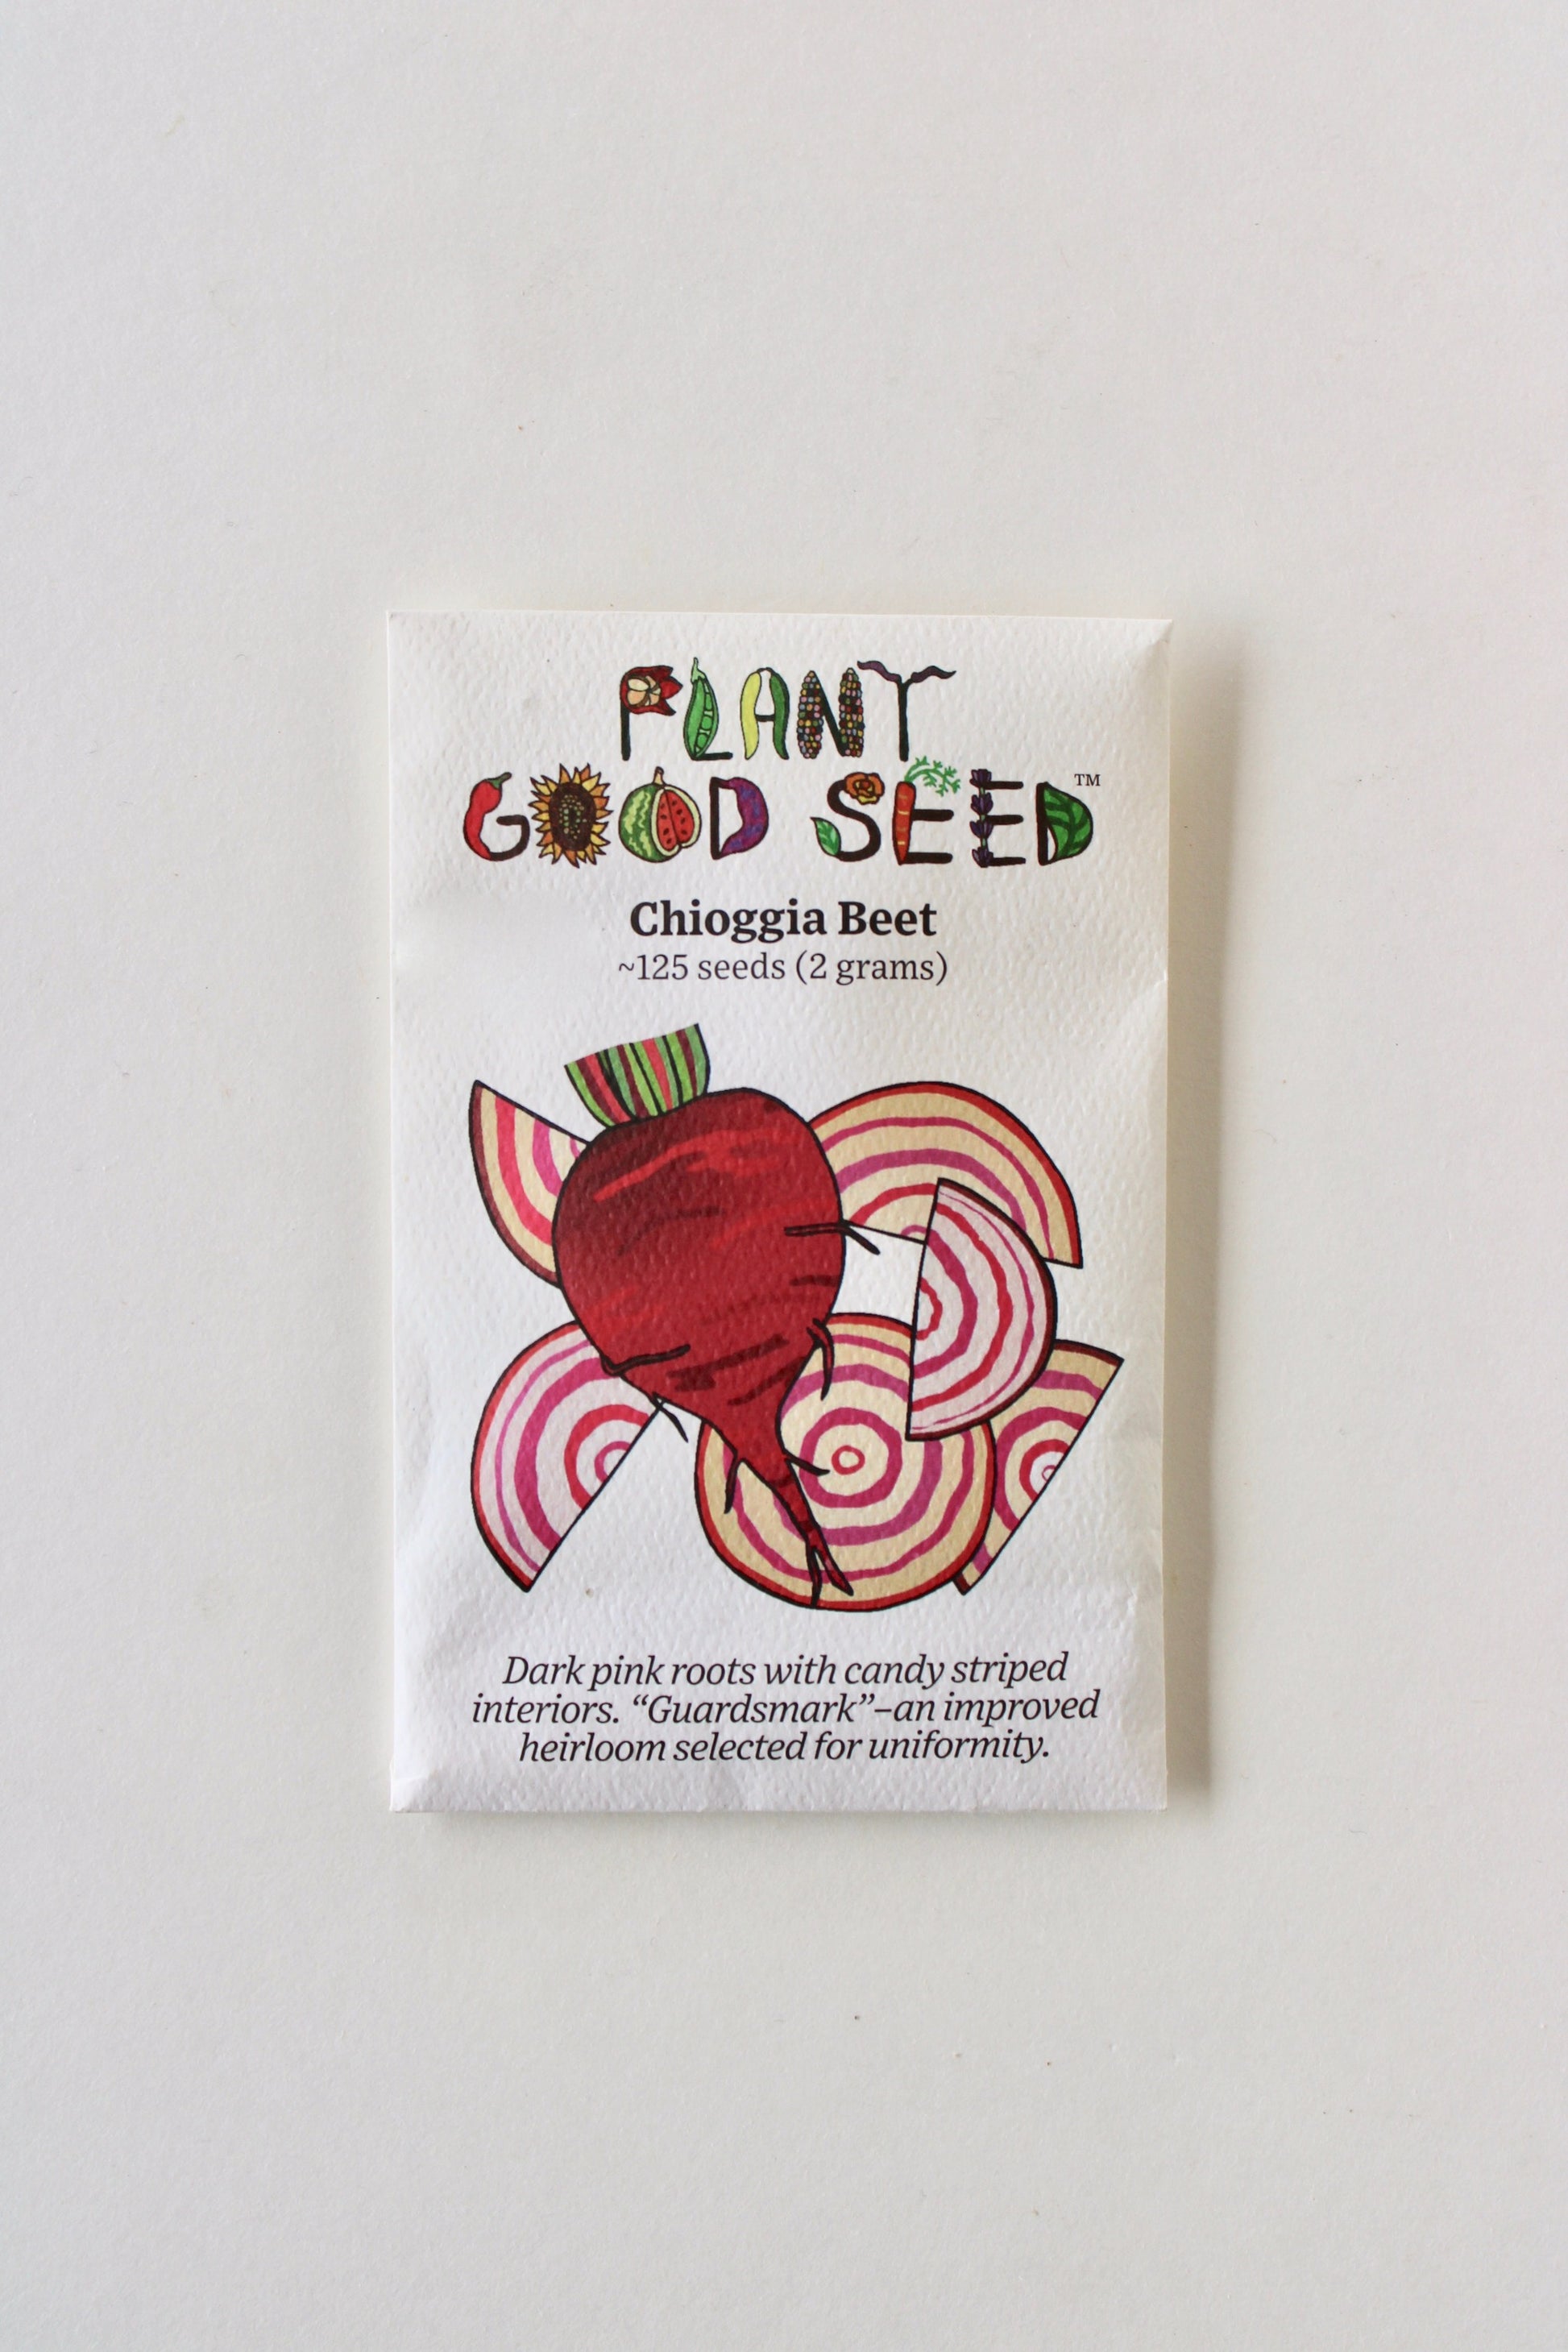 PLANT
GOOD SEED™
Chioggia Beet
~125 seeds (2 grams)
Dark pink roots with candy striped
interiors. “Guardsmark”–an improved
heirloom selected for uniformity.